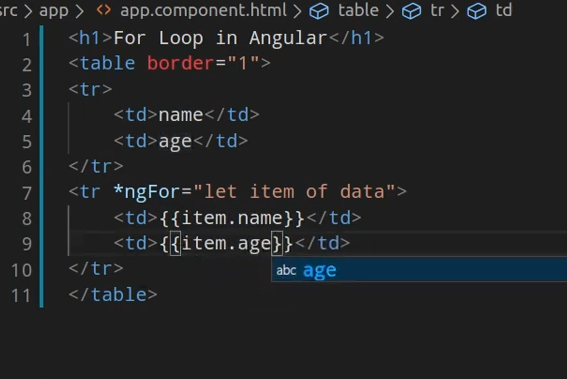 src > app > app.component.html > table > tr > td
1 <h1>For Loop in Angular</h1>
2 <table border="1">
3 <tr>
4     <td>name</td>
5     <td>age</td>
6 </tr>
7 <tr *ngFor="let item of data">
8     <td>{{item.name}}</td>
9     <td>{{item.age}}</td>
abc age
10 </tr>
11 </table>